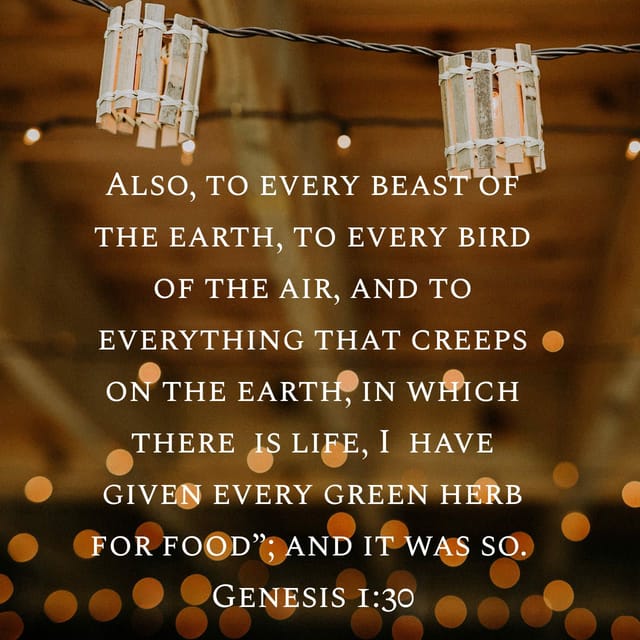 Also, to every beast of
the earth, to every bird
of the air, and to
everything that creeps
on the earth, in which
there is life, I have
given every green herb
for food”; and it was so.
Genesis 1:30